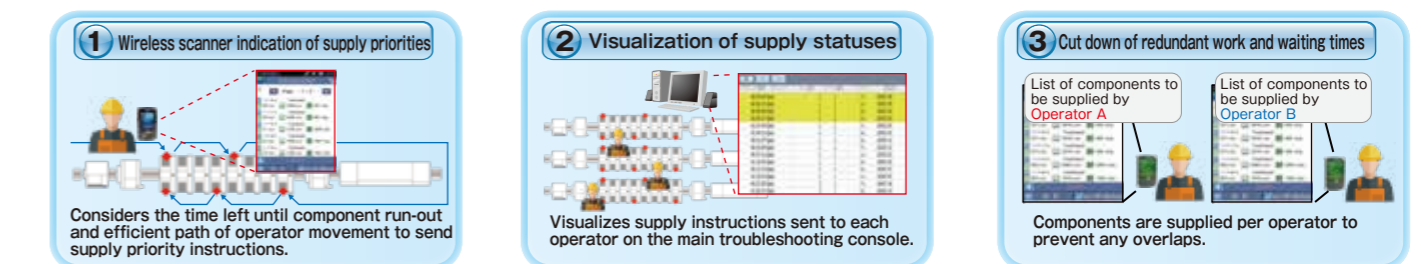 1 Wireless scanner indication of supply priorities
Considers the time left until component run-out
and efficient path of operator movement to send
supply priority instructions.
2 Visualization of supply statuses
Visualizes supply instructions sent to each
operator on the main troubleshooting console.
3 Cut down of redundant work and waiting times
List of components to
be supplied by
Operator A
List of components to
be supplied by
Operator B
Components are supplied per operator to
prevent any overlaps.